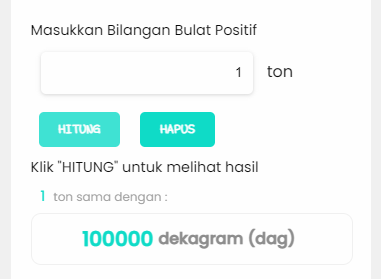 Masukkan Bilangan Bulat Positif
1 ton
HITUNG HAPUS
Klik "HITUNG" untuk melihat hasil
1 ton sama dengan :
100000 dekagram (dag)